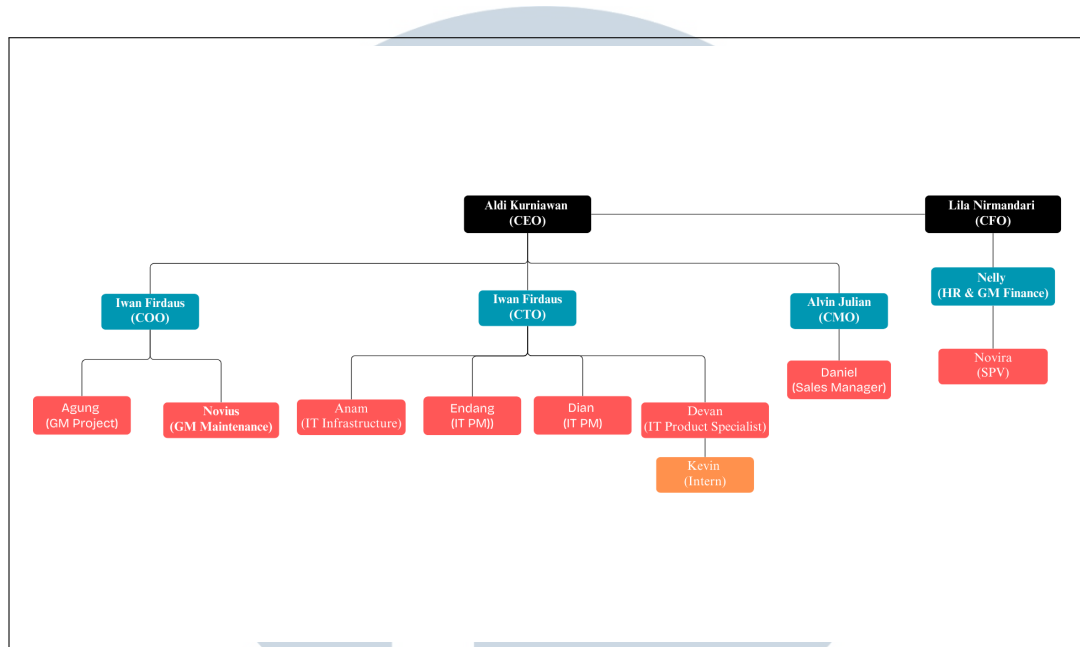 Aldi Kurniawan
(CEO)
Lila Nirmandari
(CFO)
Iwan Firdaus
(COO)
Iwan Firdaus
(CTO)
Alvin Julian
(CMO)
Nelly
(HR & GM Finance)
Agung
(GM Project)
Novius
(GM Maintenance)
Anam
(IT Infrastructure)
Endang
(IT PM))
Dian
(IT PM)
Devan
(IT Product Specialist)
Daniel
(Sales Manager)
Novira
(SPV)
Kevin
(Intern)